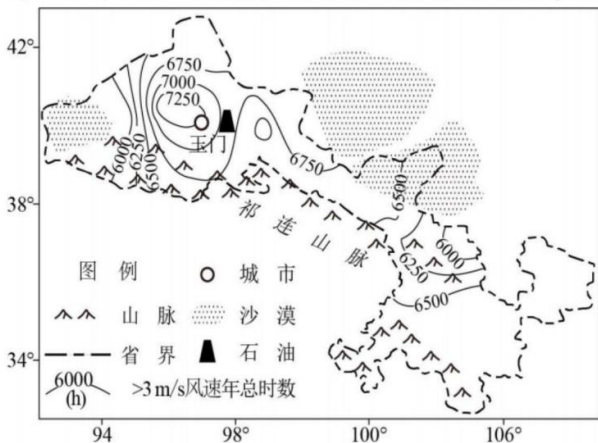 42°
38°
34°
94
98°
100°
106°
6750
7000
7250
玉门
6000
6250
6500
6750
6500
6000
6250
6500
祁连山脉
图 例
城 市
山 脉
沙 漠
省 界
石 油
6000
(h)
>3 m/s风速年总时数